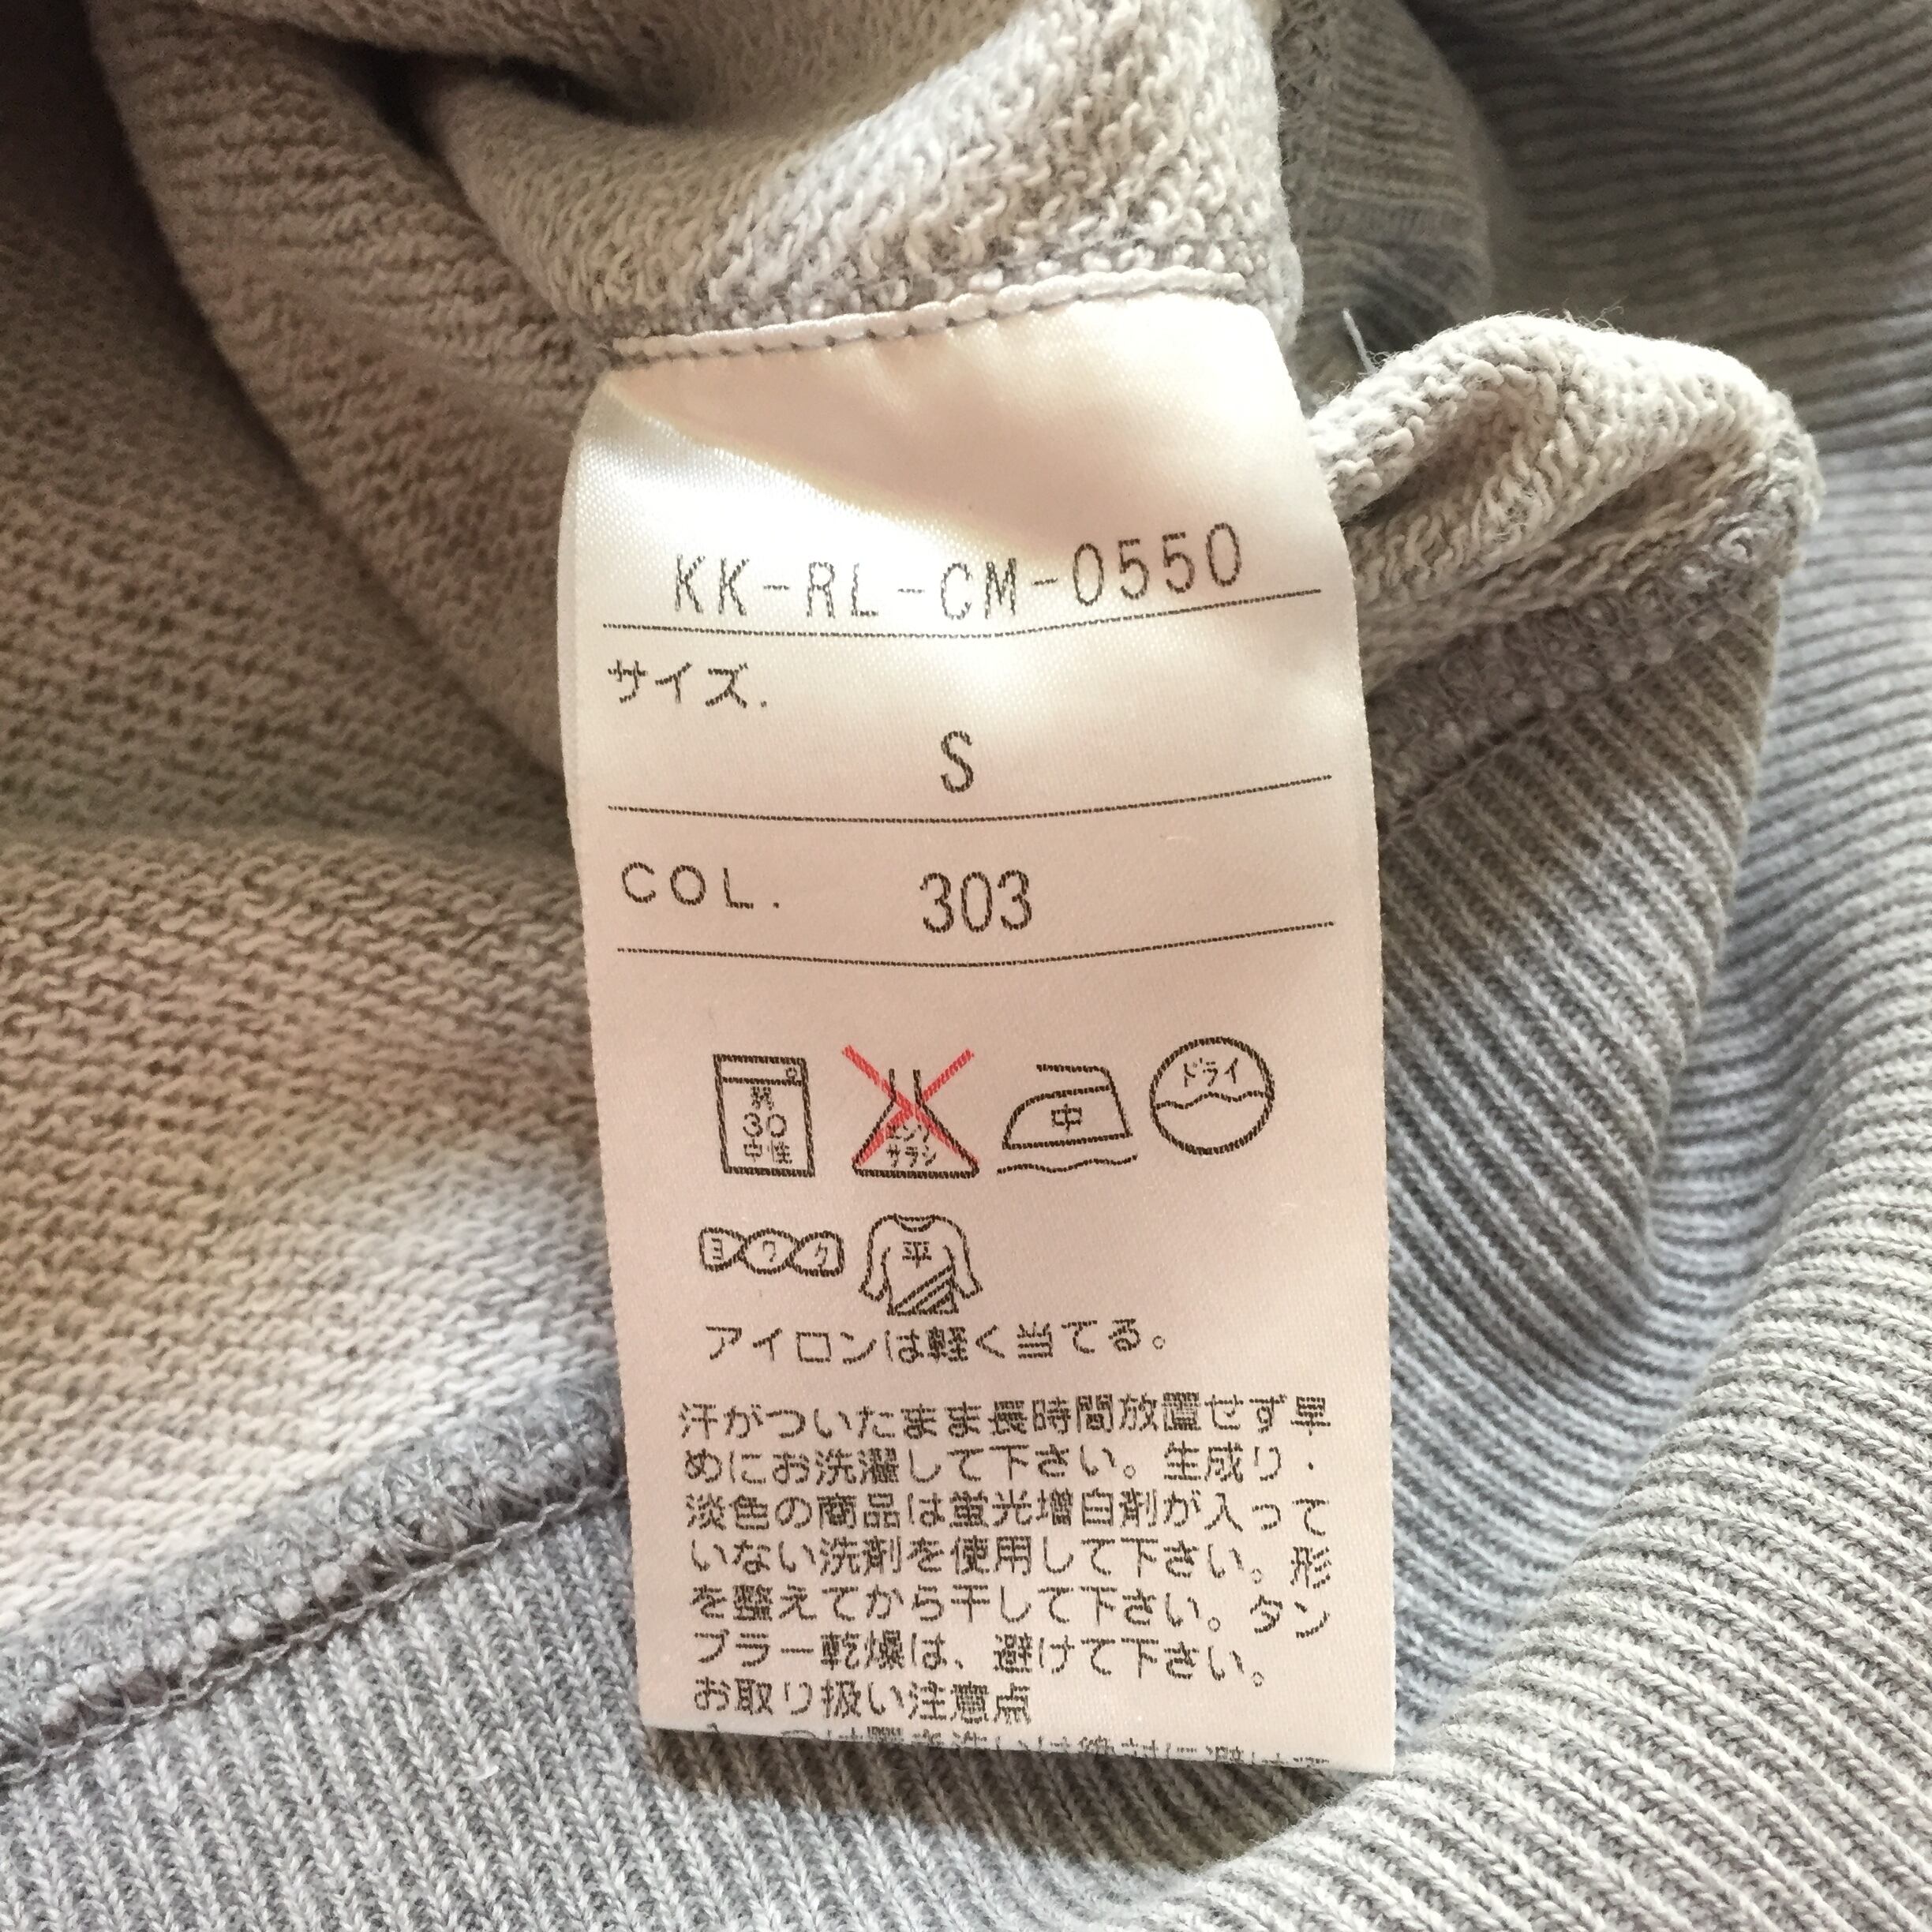 KK-RL-CM-0550
サイズ.
S
COL. 303
30
中性
サラシ
中
ドライ
ヨワク
平
アイロンは軽く当てる。
汗がついたまま長時間放置せず早
めにお洗濯して下さい。生成り・
淡色の商品は蛍光増白剤が入って
いない洗剤を使用して下さい。形
を整えてから干して下さい。タン
ブラー乾燥は、避けて下さい。
お取り扱い注意点